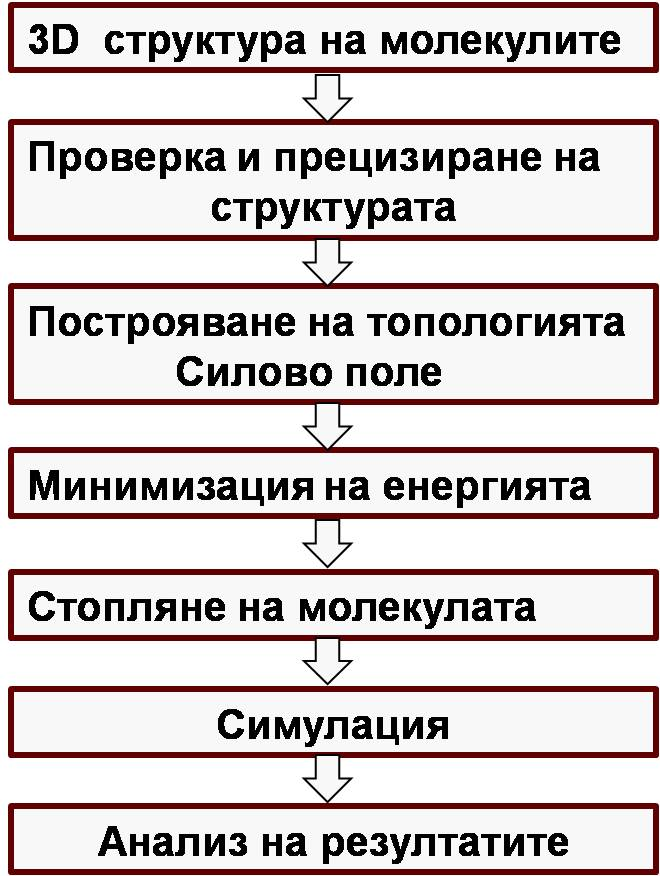 3D структура на молекулите
Проверка и прецизиране на
структурата
Построяване на топологията
Силово поле
Минимизация на енергията
Стопляне на молекулата
Симулация
Анализ на резултатите